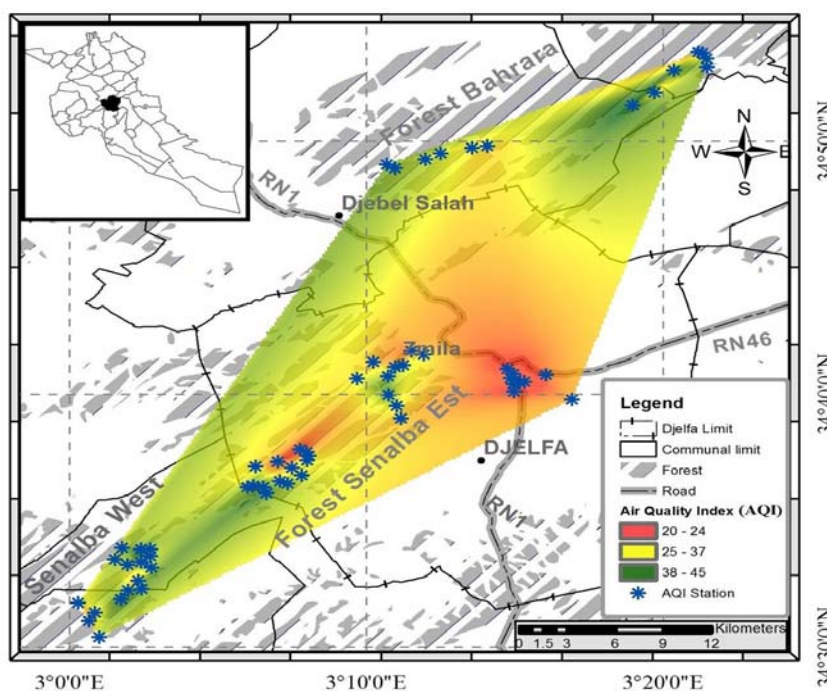 Forest Bahrara
N
W E
S
34°50'0"N
RN1
Djebel Salah
Zmila
RN46
34°40'0"N
Forest Senalba Est
DJELFA
RN1
Senalba West
Legend
Djelfa Limit
Communal limit
Forest
Road
Air Quality Index (AQI)
20 - 24
25 - 37
38 - 45
AQI Station
Kilometers
0 1.5 3 6 9 12
34°30'0"N
3°0'0"E 3°10'0"E 3°20'0"E